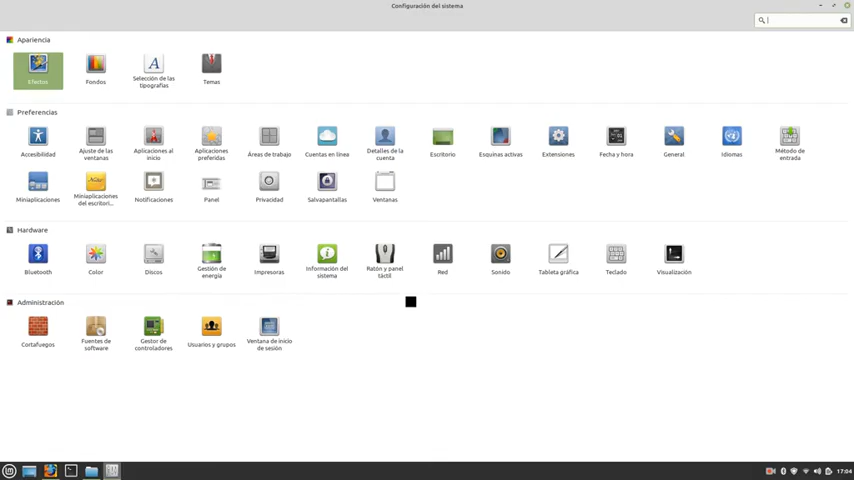 Configuración del sistema
Apariencia
Efectos
Fondos
Selección de las
tipografías
Temas
Preferencias
Accesibilidad
Ajuste de las
ventanas
Aplicaciones al
inicio
Aplicaciones
preferidas
Áreas de trabajo
Cuentas en línea
Detalles de la
cuenta
Escritorio
Esquinas activas
Extensiones
Fecha y hora
General
Idiomas
Método de
entrada
Miniaplicaciones
Miniaplicaciones
del escritori...
Notificaciones
Panel
Privacidad
Salvapantallas
Ventanas
Hardware
Bluetooth
Color
Discos
Gestión de
energía
Impresoras
Información del
sistema
Ratón y panel
táctil
Red
Sonido
Tableta gráfica
Teclado
Visualización
Administración
Cortafuegos
Fuentes de
software
Gestor de
controladores
Usuarios y grupos
Ventana de inicio
de sesión
17:04